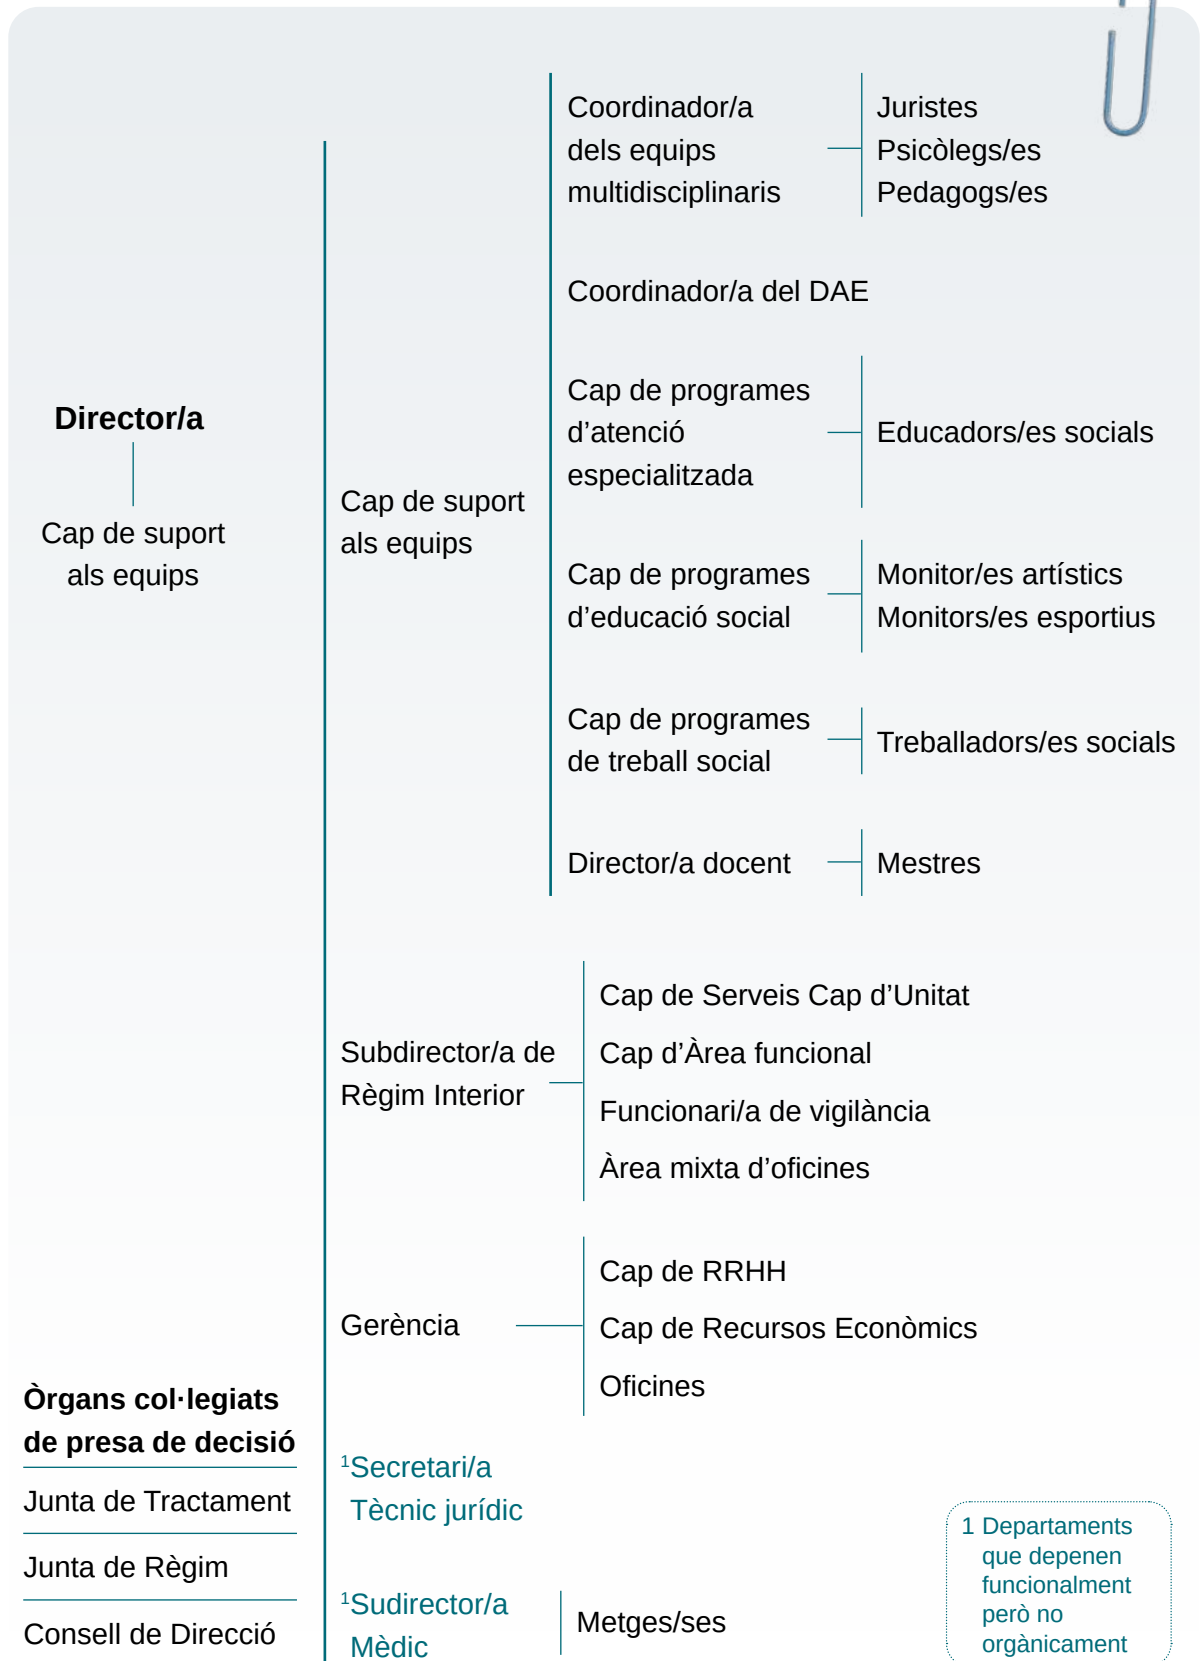 Director/a
Cap de suport
als equips
Òrgans col·legiats
de presa de decisió
Junta de Tractament
Junta de Règim
Consell de Direcció
Cap de suport
als equips
Coordinador/a
dels equips
multidisciplinaris
Juristes
Psicòlegs/es
Pedagogs/es
Coordinador/a del DAE
Cap de programes
d’atenció
especialitzada
Educadors/es socials
Cap de programes
d’educació social
Monitor/es artístics
Monitors/es esportius
Cap de programes
de treball social
Treballadors/es socials
Director/a docent
Mestres
Subdirector/a de
Règim Interior
Cap de Serveis Cap d’Unitat
Cap d’Àrea funcional
Funcionari/a de vigilància
Àrea mixta d’oficines
Gerència
Cap de RRHH
Cap de Recursos Econòmics
Oficines
¹Secretari/a
Tècnic jurídic
¹Sudirector/a
Mèdic
Metges/ses
1 Departaments
que depenen
funcionalment
però no
orgànicament